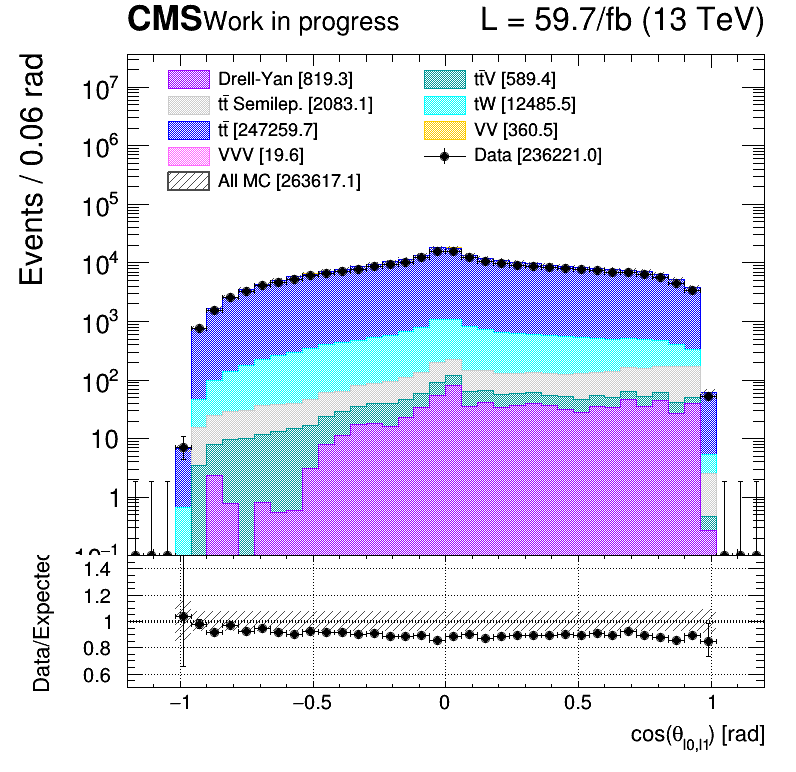 CMS Work in progress L = 59.7/fb (13 TeV)
Events / 0.06 rad
10⁷
10⁶
10⁵
10⁴
10³
10²
10
1
10⁻¹
Drell-Yan [819.3]
tt̄ Semilep. [2083.1]
tt̄ [247259.7]
VVV [19.6]
All MC [263617.1]
tt̄V [589.4]
tW [12485.5]
VV [360.5]
Data [236221.0]
Data/Expected
1.4
1.2
1
0.8
0.6
−1 −0.5 0 0.5 1
cos(θl0,l1) [rad]